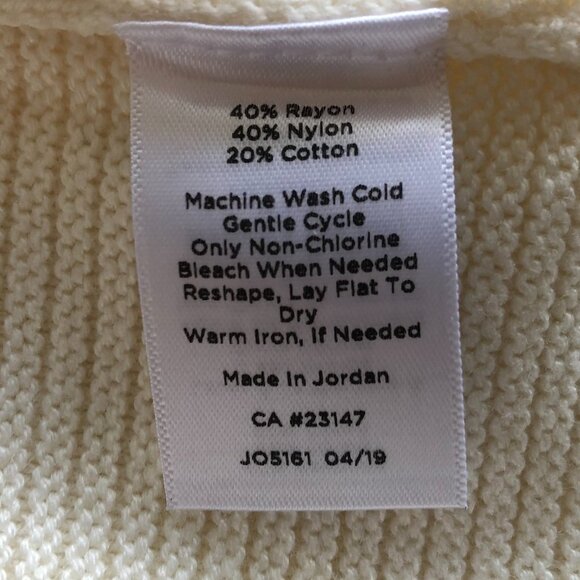 40% Rayon
40% Nylon
20% Cotton
Machine Wash Cold
Gentle Cycle
Only Non-Chlorine
Bleach When Needed
Reshape, Lay Flat To
Dry
Warm Iron, If Needed
Made In Jordan
CA #23147
JO5161 04/19